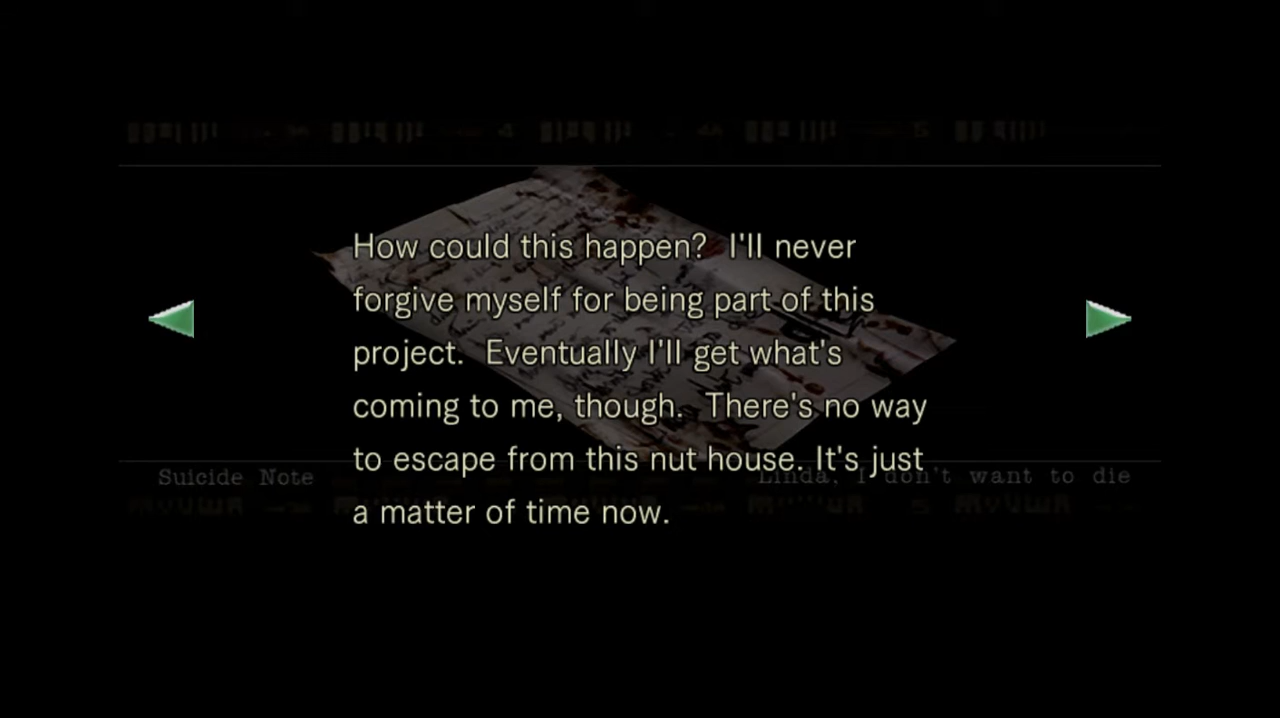 How could this happen?  I'll never
forgive myself for being part of this
project.  Eventually I'll get what's
coming to me, though.  There's no way
to escape from this nut house. It's just
a matter of time now.
Suicide Note
Linda, I don't want to die